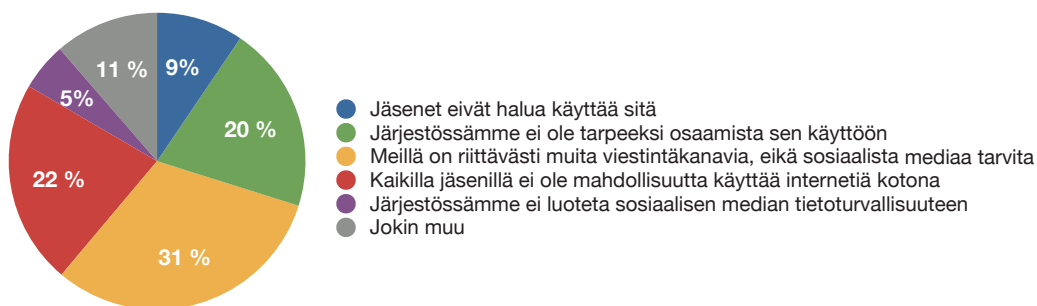 9%
20 %
31 %
22 %
5%
11 %
Jäsenet eivät halua käyttää sitä
Järjestössämme ei ole tarpeeksi osaamista sen käyttöön
Meillä on riittävästi muita viestintäkanavia, eikä sosiaalista mediaa tarvita
Kaikilla jäsenillä ei ole mahdollisuutta käyttää internetiä kotona
Järjestössämme ei luoteta sosiaalisen median tietoturvallisuuteen
Jokin muu